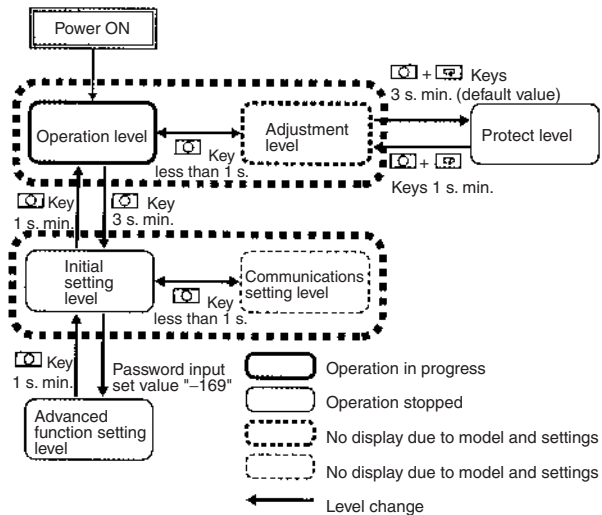 Power ON
Operation level
Key
less than 1 s.
Adjustment
level
+ Keys
3 s. min. (default value)
Protect level
+
Keys 1 s. min.
Key
1 s. min.
Key
3 s. min.
Initial
setting
level
Key
less than 1 s.
Communications
setting level
Key
1 s. min.
Password input
set value "–169"
Advanced
function setting
level
Operation in progress
Operation stopped
No display due to model and settings
No display due to model and settings
Level change